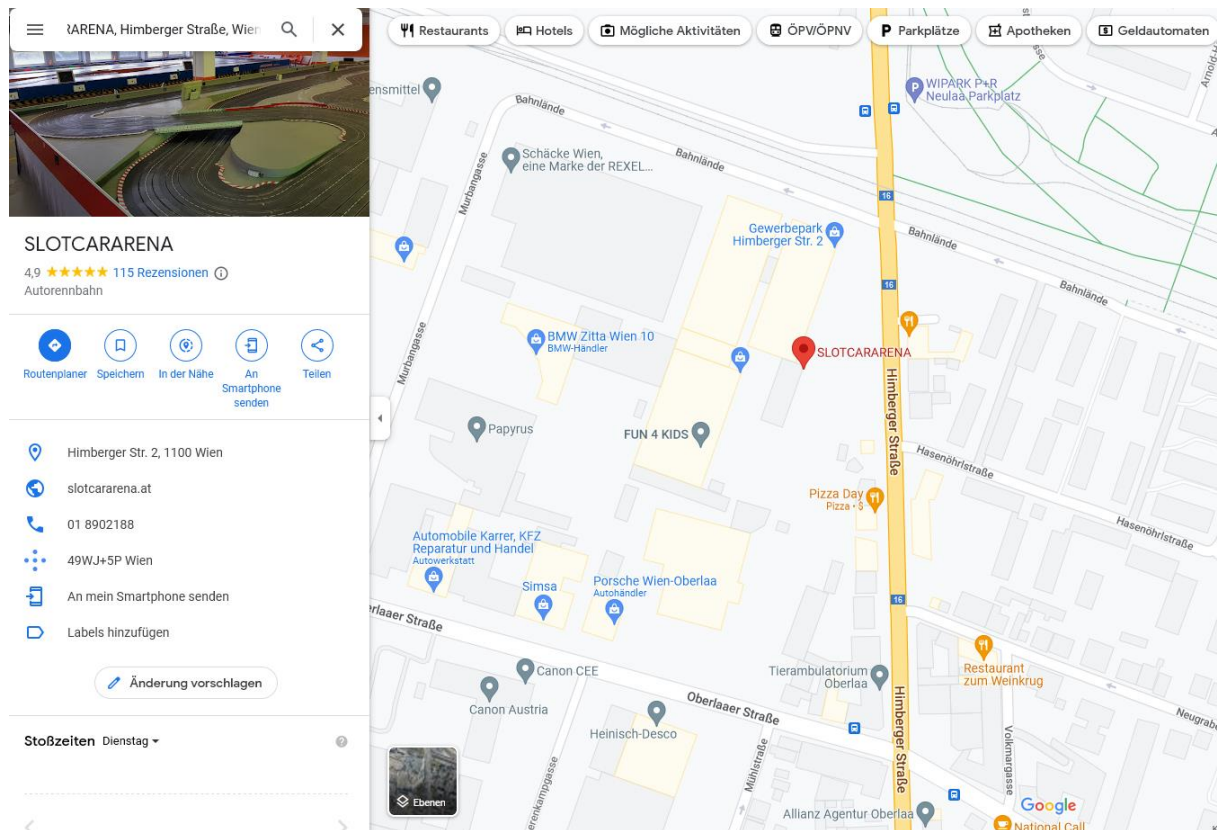 RARENA, Himberger Straße, Wien
SLOTCARARENA
4,9 ★★★★★ 115 Rezensionen
Autorennbahn
Routenplaner
Speichern
In der Nähe
An
Smartphone
senden
Teilen
Himberger Str. 2, 1100 Wien
slotcararena.at
01 8902188
49WJ+5P Wien
An mein Smartphone senden
Labels hinzufügen
Änderung vorschlagen
Stoßzeiten Dienstag
Restaurants
Hotels
Mögliche Aktivitäten
ÖPV/ÖPNV
P Parkplätze
Apotheken
Geldautomaten
ensmittel
Bahnlände
P WIPARK P+R
Neulaa Parkplatz
Arnold-H
Schäcke Wien,
eine Marke der REXEL...
Bahnlände
Murbangasse
16
Gewerbepark
Himberger Str. 2
Bahnlände
16
Bahnlände
BMW Zitta Wien 10
BMW-Händler
SLOTCARARENA
Murbangasse
Himberger Straße
Papyrus
FUN 4 KIDS
Hasenöhrlstraße
Pizza Day
Pizza • $
Hasenöhrlstraße
Automobile Karrer, KFZ
Reparatur und Handel
Autowerkstatt
Simsa
Porsche Wien-Oberlaa
Autohändler
16
erlaaer Straße
Restaurant
zum Weinkrug
Canon CEE
Tierambulatorium
Oberlaa
Canon Austria
Oberlaaer Straße
Himberger Straße
Neugrabe
Heinisch-Desco
Volkmargasse
Mühlstraße
erenkampgasse
Ebenen
Google
Allianz Agentur Oberlaa
National Call